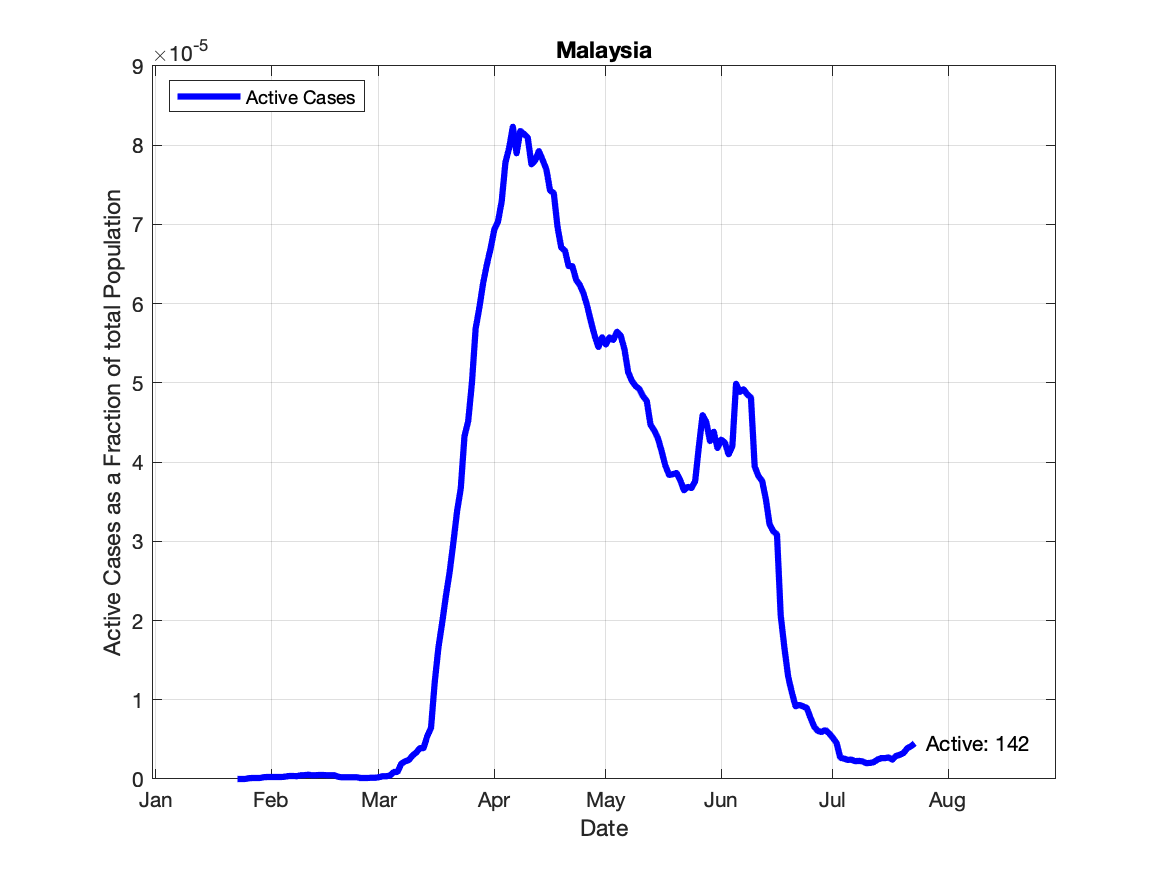 Malaysia
×10-5
9
8
7
6
5
4
3
2
1
0
Active Cases as a Fraction of total Population
Active Cases
Active: 142
Jan Feb Mar Apr May Jun Jul Aug
Date